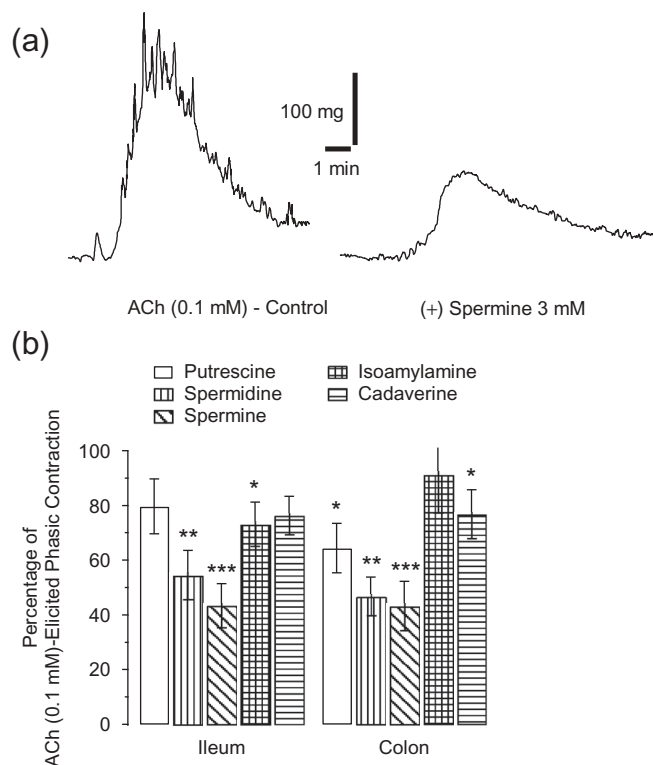 (a)
100 mg
1 min
ACh (0.1 mM) - Control
(+) Spermine 3 mM
(b)
Putrescine
Spermidine
Spermine
Isoamylamine
Cadaverine
Percentage of
ACh (0.1 mM)-Elicited Phasic Contraction
100
80
60
40
20
0
**
***
*
*
**
***
*
Ileum
Colon